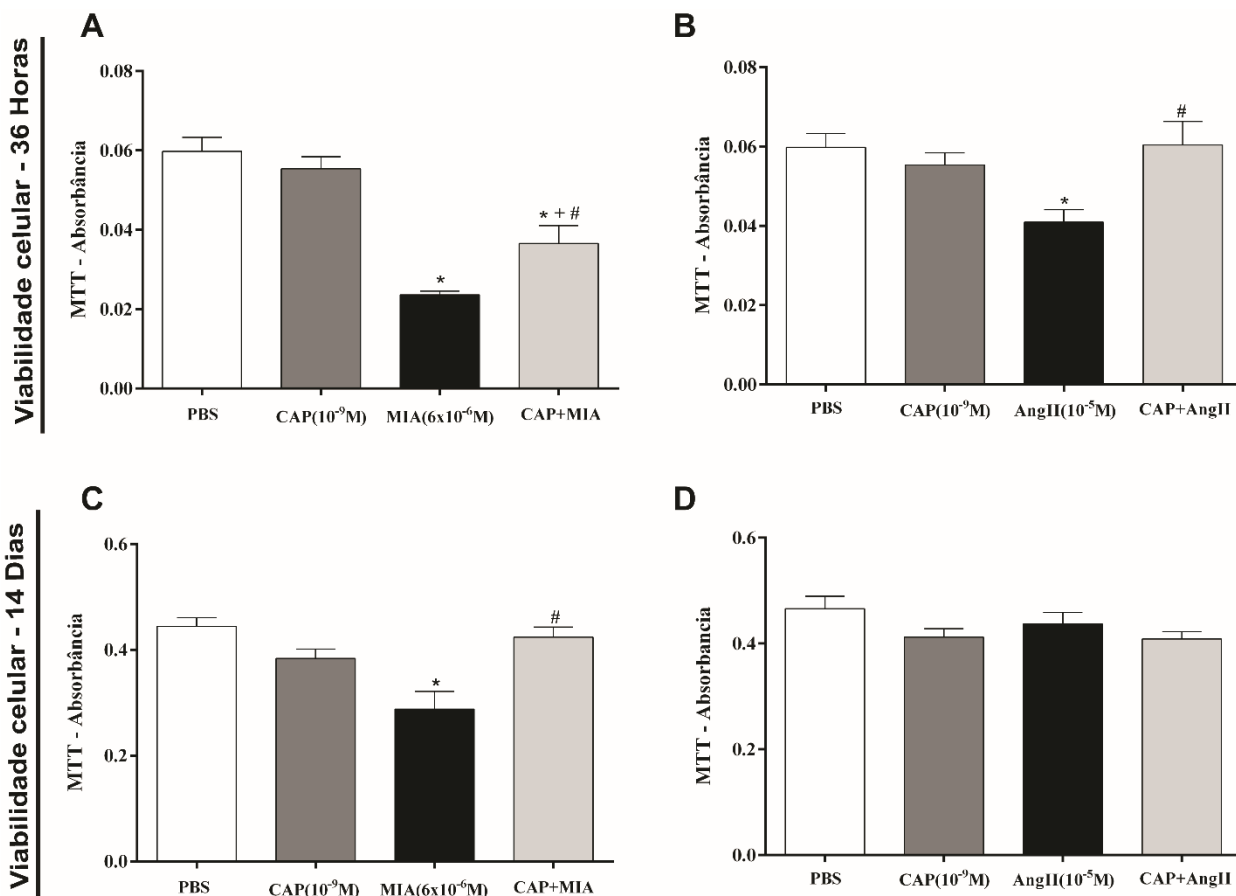 Viabilidade celular - 36 Horas
A
MTT - Absorbância
0.08
0.06
0.04
0.02
0.00
*
* + #
PBS
CAP(10⁻⁹M)
MIA(6x10⁻⁶M)
CAP+MIA
B
MTT - Absorbância
0.08
0.06
0.04
0.02
0.00
*
#
PBS
CAP(10⁻⁹M)
AngII(10⁻⁵M)
CAP+AngII
Viabilidade celular - 14 Dias
C
MTT - Absorbância
0.6
0.4
0.2
0.0
*
#
PBS
CAP(10⁻⁹M)
MIA(6x10⁻⁶M)
CAP+MIA
D
MTT - Absorbancia
0.6
0.4
0.2
0.0
PBS
CAP(10⁻⁹M)
AngII(10⁻⁵M)
CAP+AngII